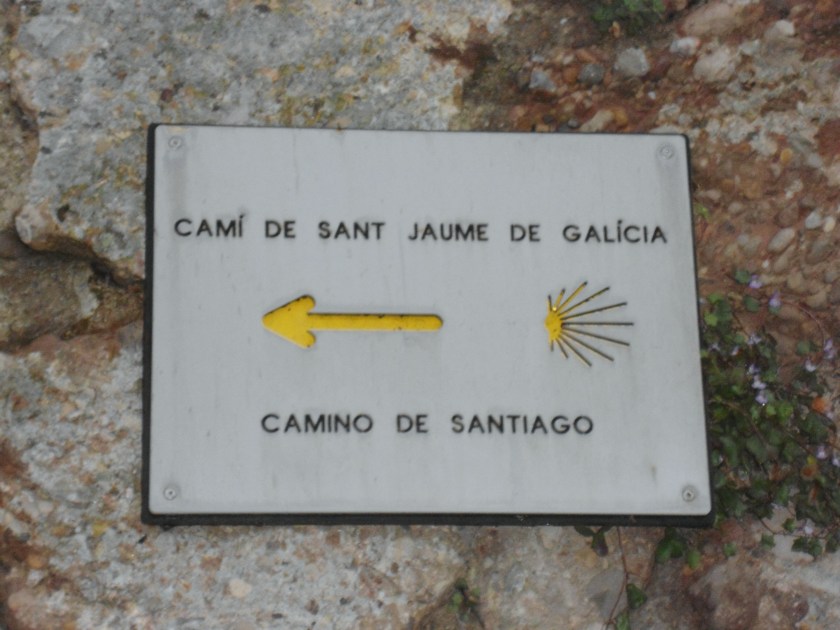 CAMÍ DE SANT JAUME DE GALÍCIA
CAMINO DE SANTIAGO